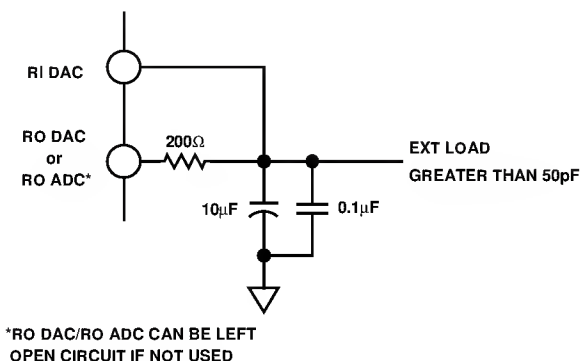 RI DAC
RO DAC
or
RO ADC*
200Ω
EXT LOAD
GREATER THAN 50pF
10μF
0.1μF
*RO DAC/RO ADC CAN BE LEFT
OPEN CIRCUIT IF NOT USED